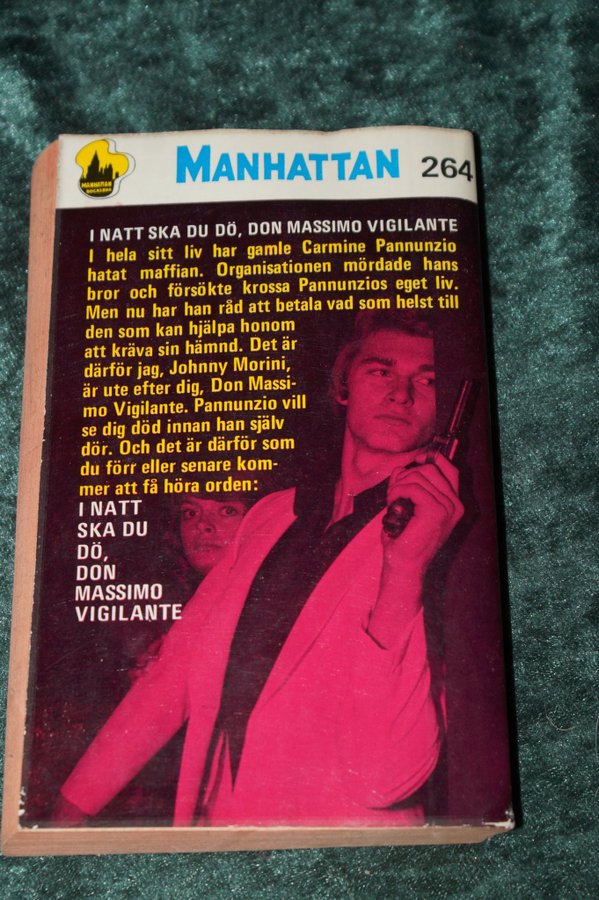 MANHATTAN BOCKERNA
MANHATTAN 264
I NATT SKA DU DÖ, DON MASSIMO VIGILANTE
I hela sitt liv har gamle Carmine Pannunzio
hatat maffian. Organisationen mördade hans
bror och försökte krossa Pannunzios eget liv.
Men nu har han råd att betala vad som helst till
den som kan hjälpa honom
att kräva sin hämnd. Det är
därför jag, Johnny Morini,
är ute efter dig, Don Massi-
mo Vigilante. Pannunzio vill
se dig död innan han själv
dör. Och det är därför som
du förr eller senare kom-
mer att få höra orden:
I NATT
SKA DU
DÖ,
DON
MASSIMO
VIGILANTE